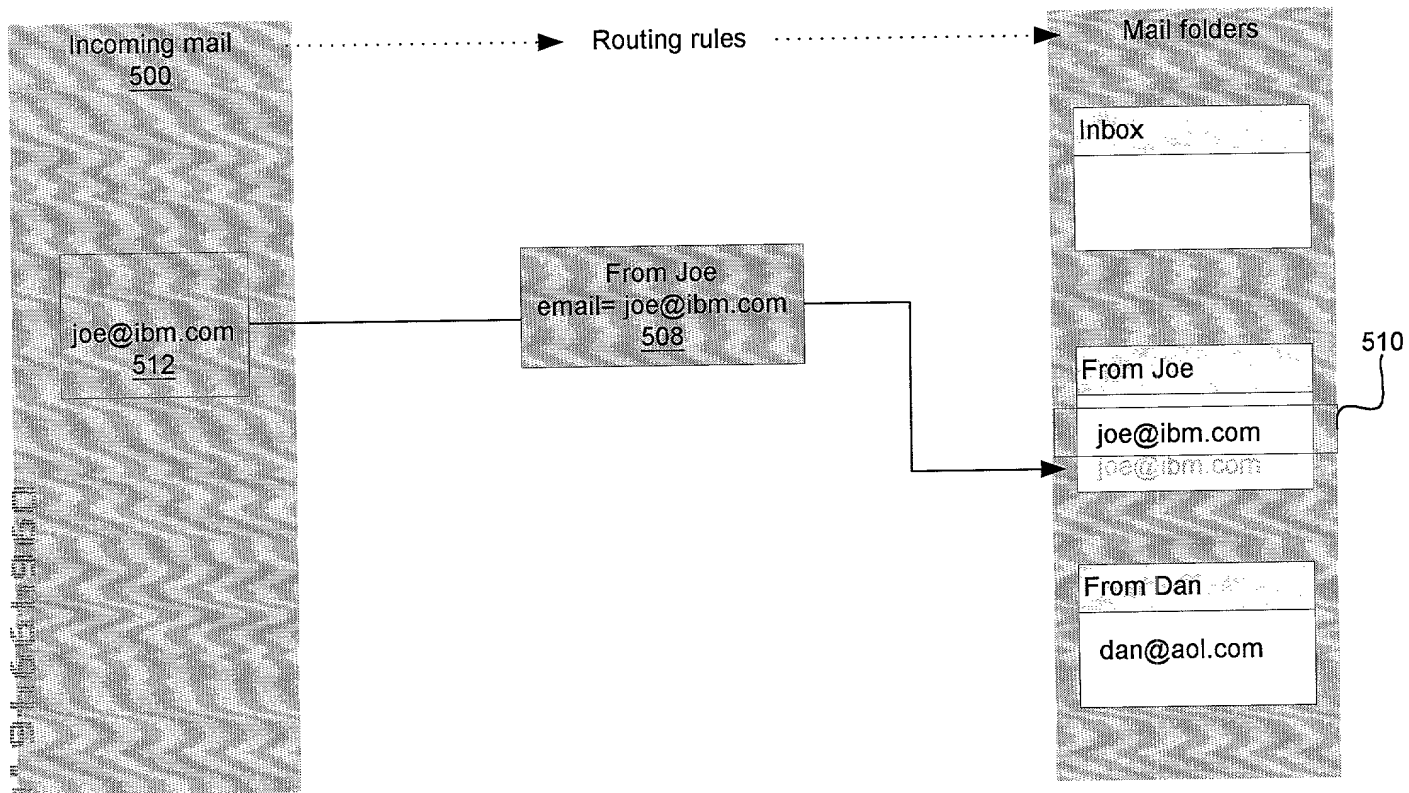 Incoming mail
500
Routing rules
Mail folders
Inbox
joe@ibm.com
512
From Joe
email= joe@ibm.com
508
From Joe
510
joe@ibm.com
joe@ibm.com
From Dan
dan@aol.com